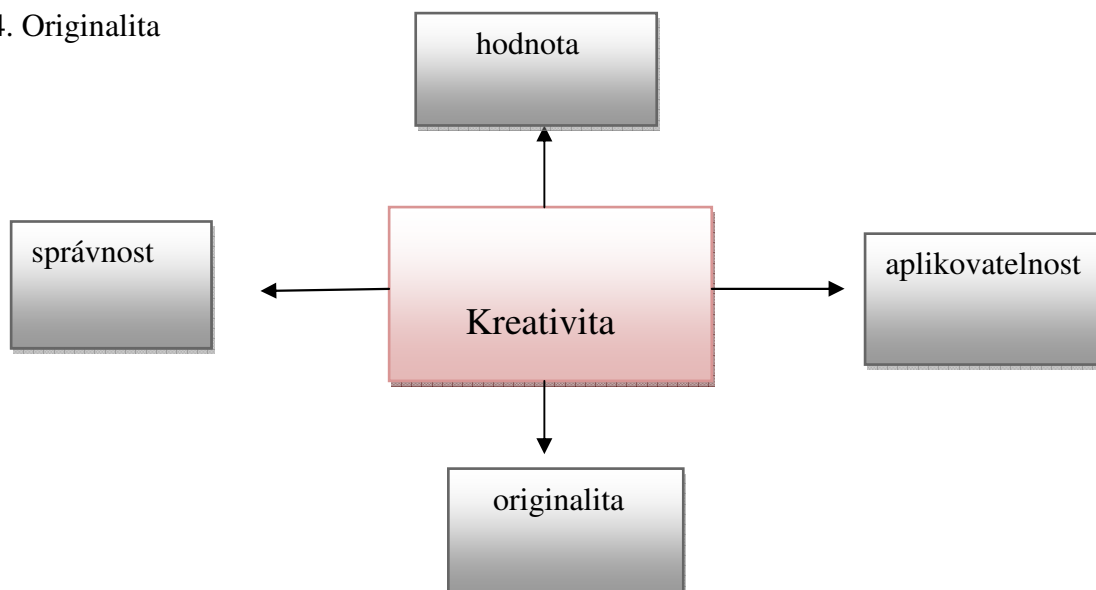 4. Originalita
hodnota
správnost
aplikovatelnost
Kreativita
originalita